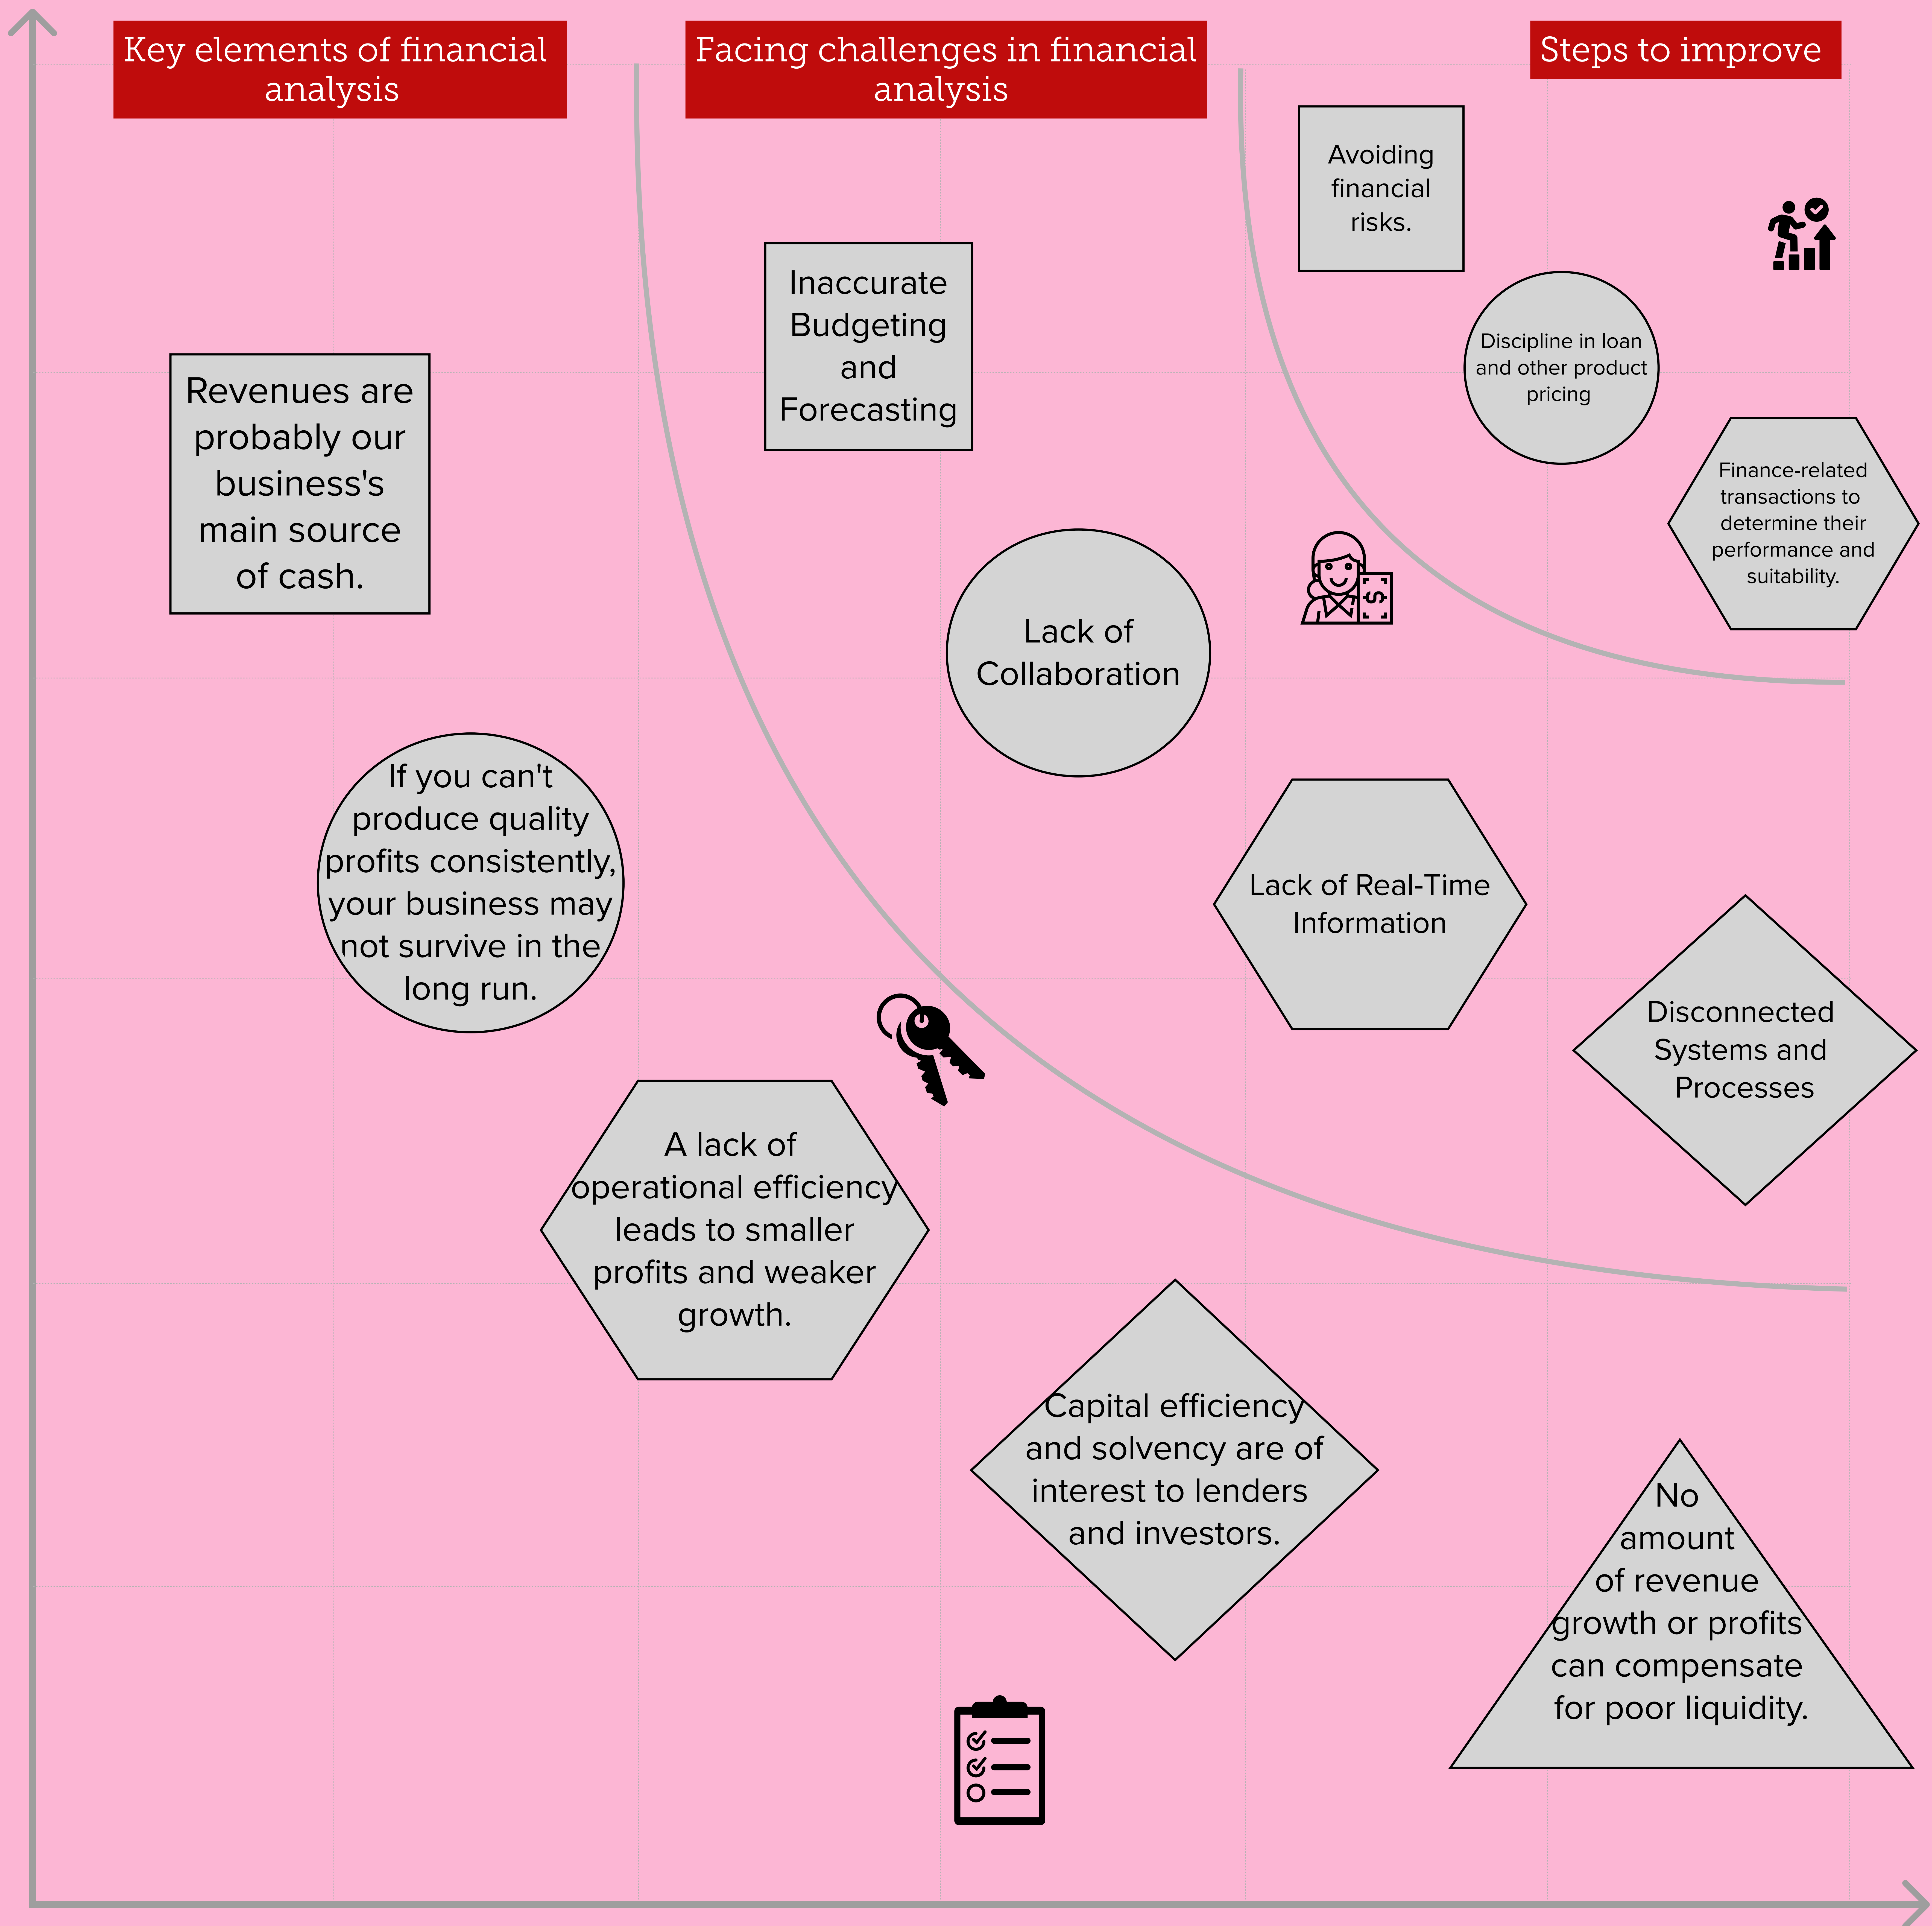 Key elements of financial
analysis
Facing challenges in financial
analysis
Steps to improve
Revenues are
probably our
business's
main source
of cash.
If you can't
produce quality
profits consistently,
your business may
not survive in the
long run.
A lack of
operational efficiency
leads to smaller
profits and weaker
growth.
Capital efficiency
and solvency are of
interest to lenders
and investors.
No
amount
of revenue
growth or profits
can compensate
for poor liquidity.
Inaccurate
Budgeting
and
Forecasting
Lack of
Collaboration
Lack of Real-Time
Information
Disconnected
Systems and
Processes
Avoiding
financial
risks.
Discipline in loan
and other product
pricing
Finance-related
transactions to
determine their
performance and
suitability.
$